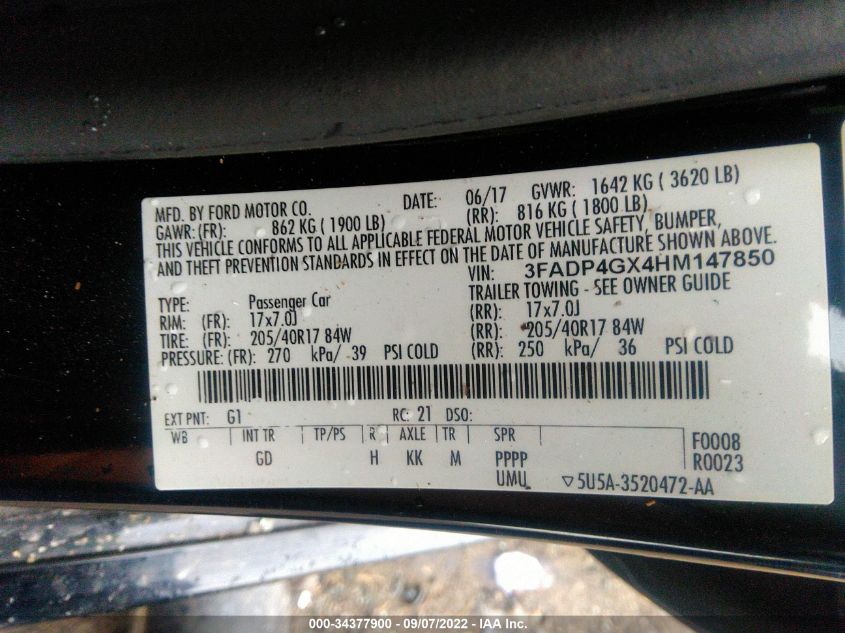 MFD. BY FORD MOTOR CO. DATE: 06/17 GVWR: 1642 KG ( 3620 LB)
GAWR: (FR): 862 KG ( 1900 LB) (RR): 816 KG ( 1800 LB)
THIS VEHICLE CONFORMS TO ALL APPLICABLE FEDERAL MOTOR VEHICLE SAFETY, BUMPER,
AND THEFT PREVENTION STANDARDS IN EFFECT ON THE DATE OF MANUFACTURE SHOWN ABOVE.
VIN: 3FADP4GX4HM147850
TYPE: Passenger Car TRAILER TOWING - SEE OWNER GUIDE
RIM: (FR): 17x7.0J (RR): 17x7.0J
TIRE: (FR): 205/40R17 84W (RR): 205/40R17 84W
PRESSURE: (FR): 270 kPa/ 39 PSI COLD (RR): 250 kPa/ 36 PSI COLD
EXT PNT: G1 RC: 21 DSO:
WB INT TR TP/PS R AXLE TR SPR F0008
GD H KK M PPPP R0023
UMU ▽5U5A-3520472-AA
000-34377900 - 09/07/2022 - IAA Inc.